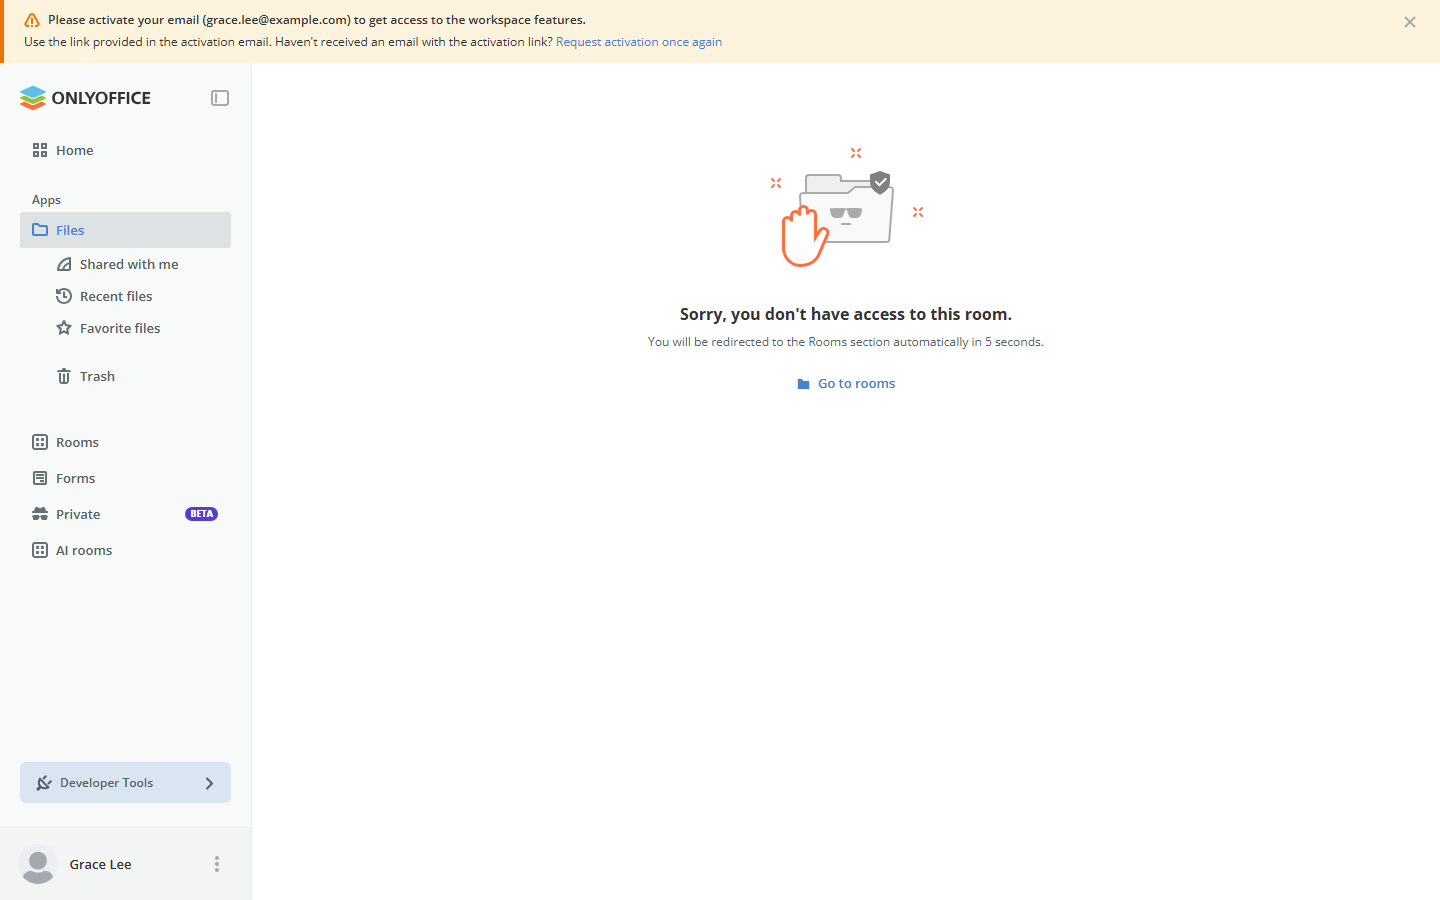 Please activate your email (grace.lee@example.com) to get access to the workspace features.
Use the link provided in the activation email. Haven't received an email with the activation link? Request activation once again
ONLYOFFICE
Home
Apps
Files
Shared with me
Recent files
Favorite files
Trash
Rooms
Forms
Private BETA
AI rooms
Developer Tools
Grace Lee
Sorry, you don't have access to this room.
You will be redirected to the Rooms section automatically in 5 seconds.
Go to rooms